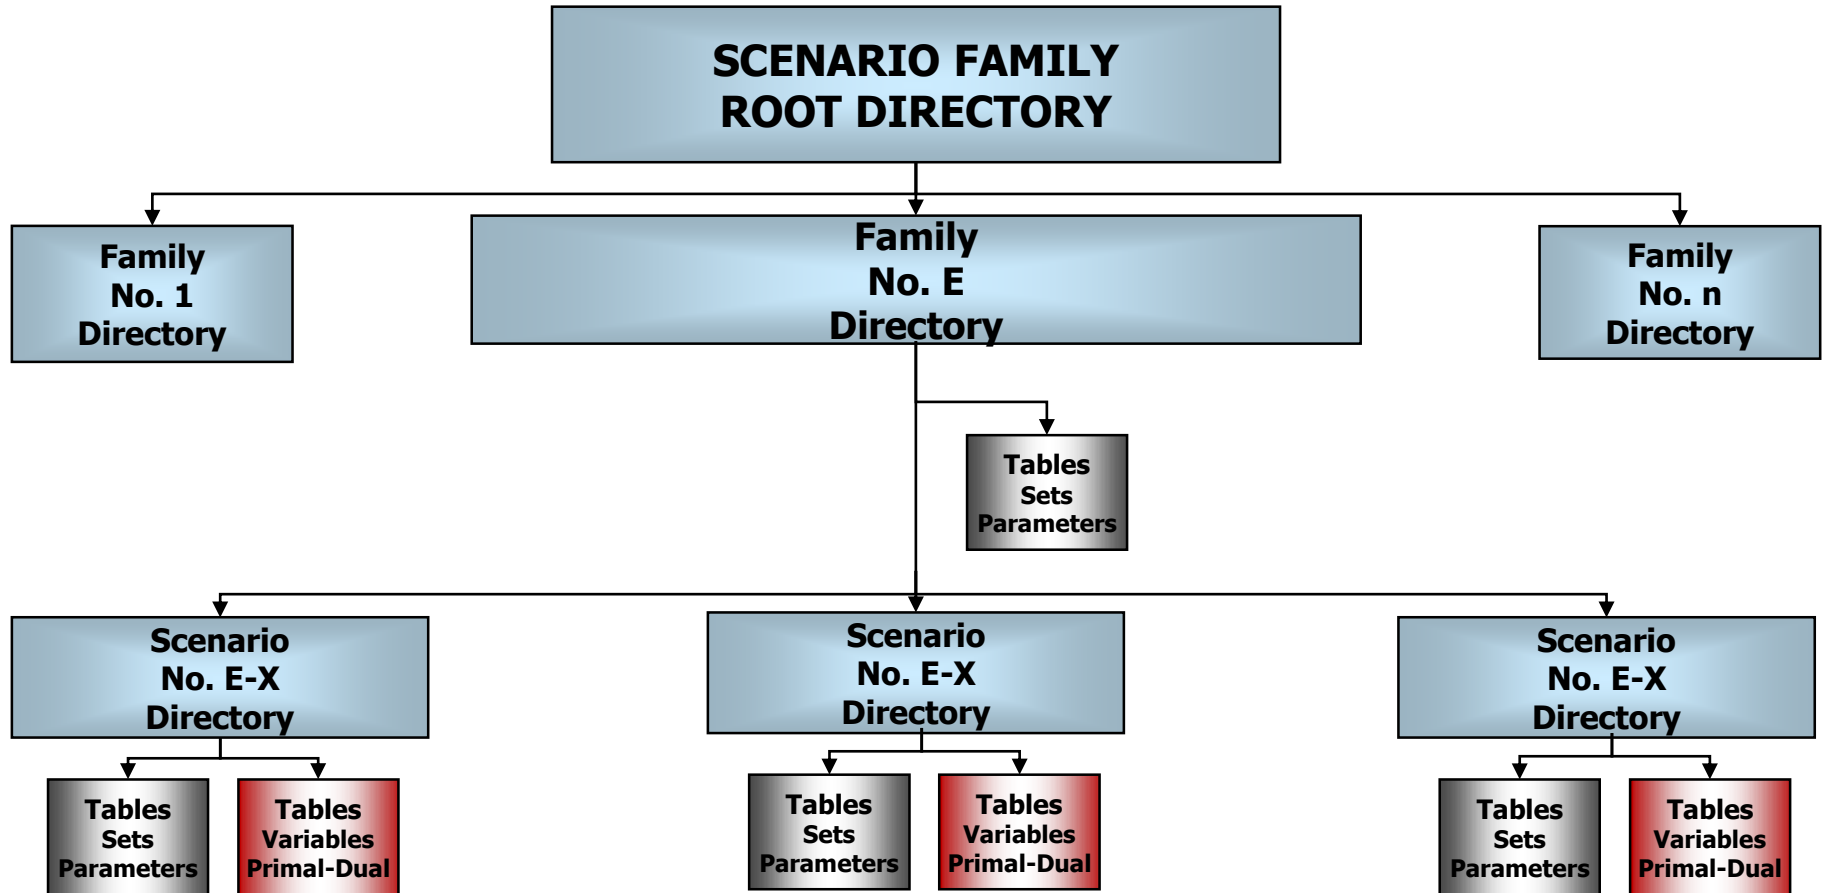 SCENARIO FAMILY
ROOT DIRECTORY
Family
No. 1
Directory
Family
No. E
Directory
Family
No. n
Directory
Tables
Sets
Parameters
Scenario
No. E-X
Directory
Scenario
No. E-X
Directory
Scenario
No. E-X
Directory
Tables
Sets
Parameters
Tables
Variables
Primal-Dual
Tables
Sets
Parameters
Tables
Variables
Primal-Dual
Tables
Sets
Parameters
Tables
Variables
Primal-Dual